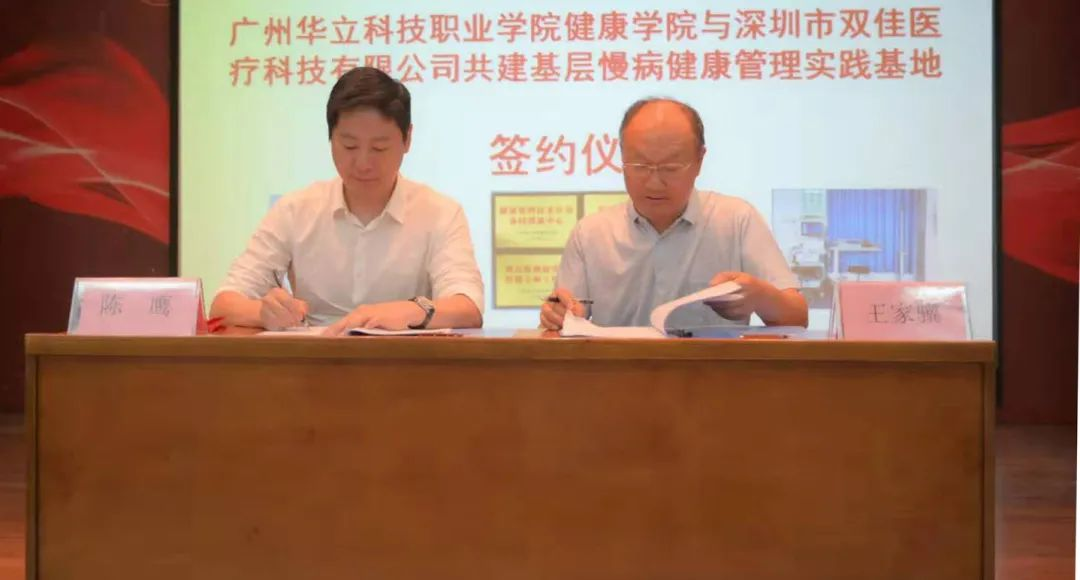 广州华立科技职业学院健康学院与深圳市双佳医
疗科技有限公司共建基层慢病健康管理实践基地
签约仪
陈 鹰
王家骥